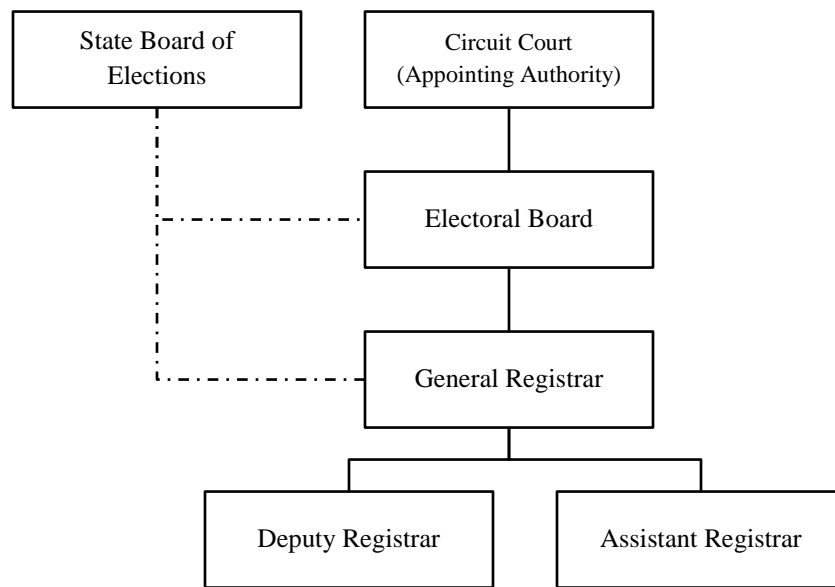 State Board of
Elections
Circuit Court
(Appointing Authority)
Electoral Board
General Registrar
Deputy Registrar
Assistant Registrar